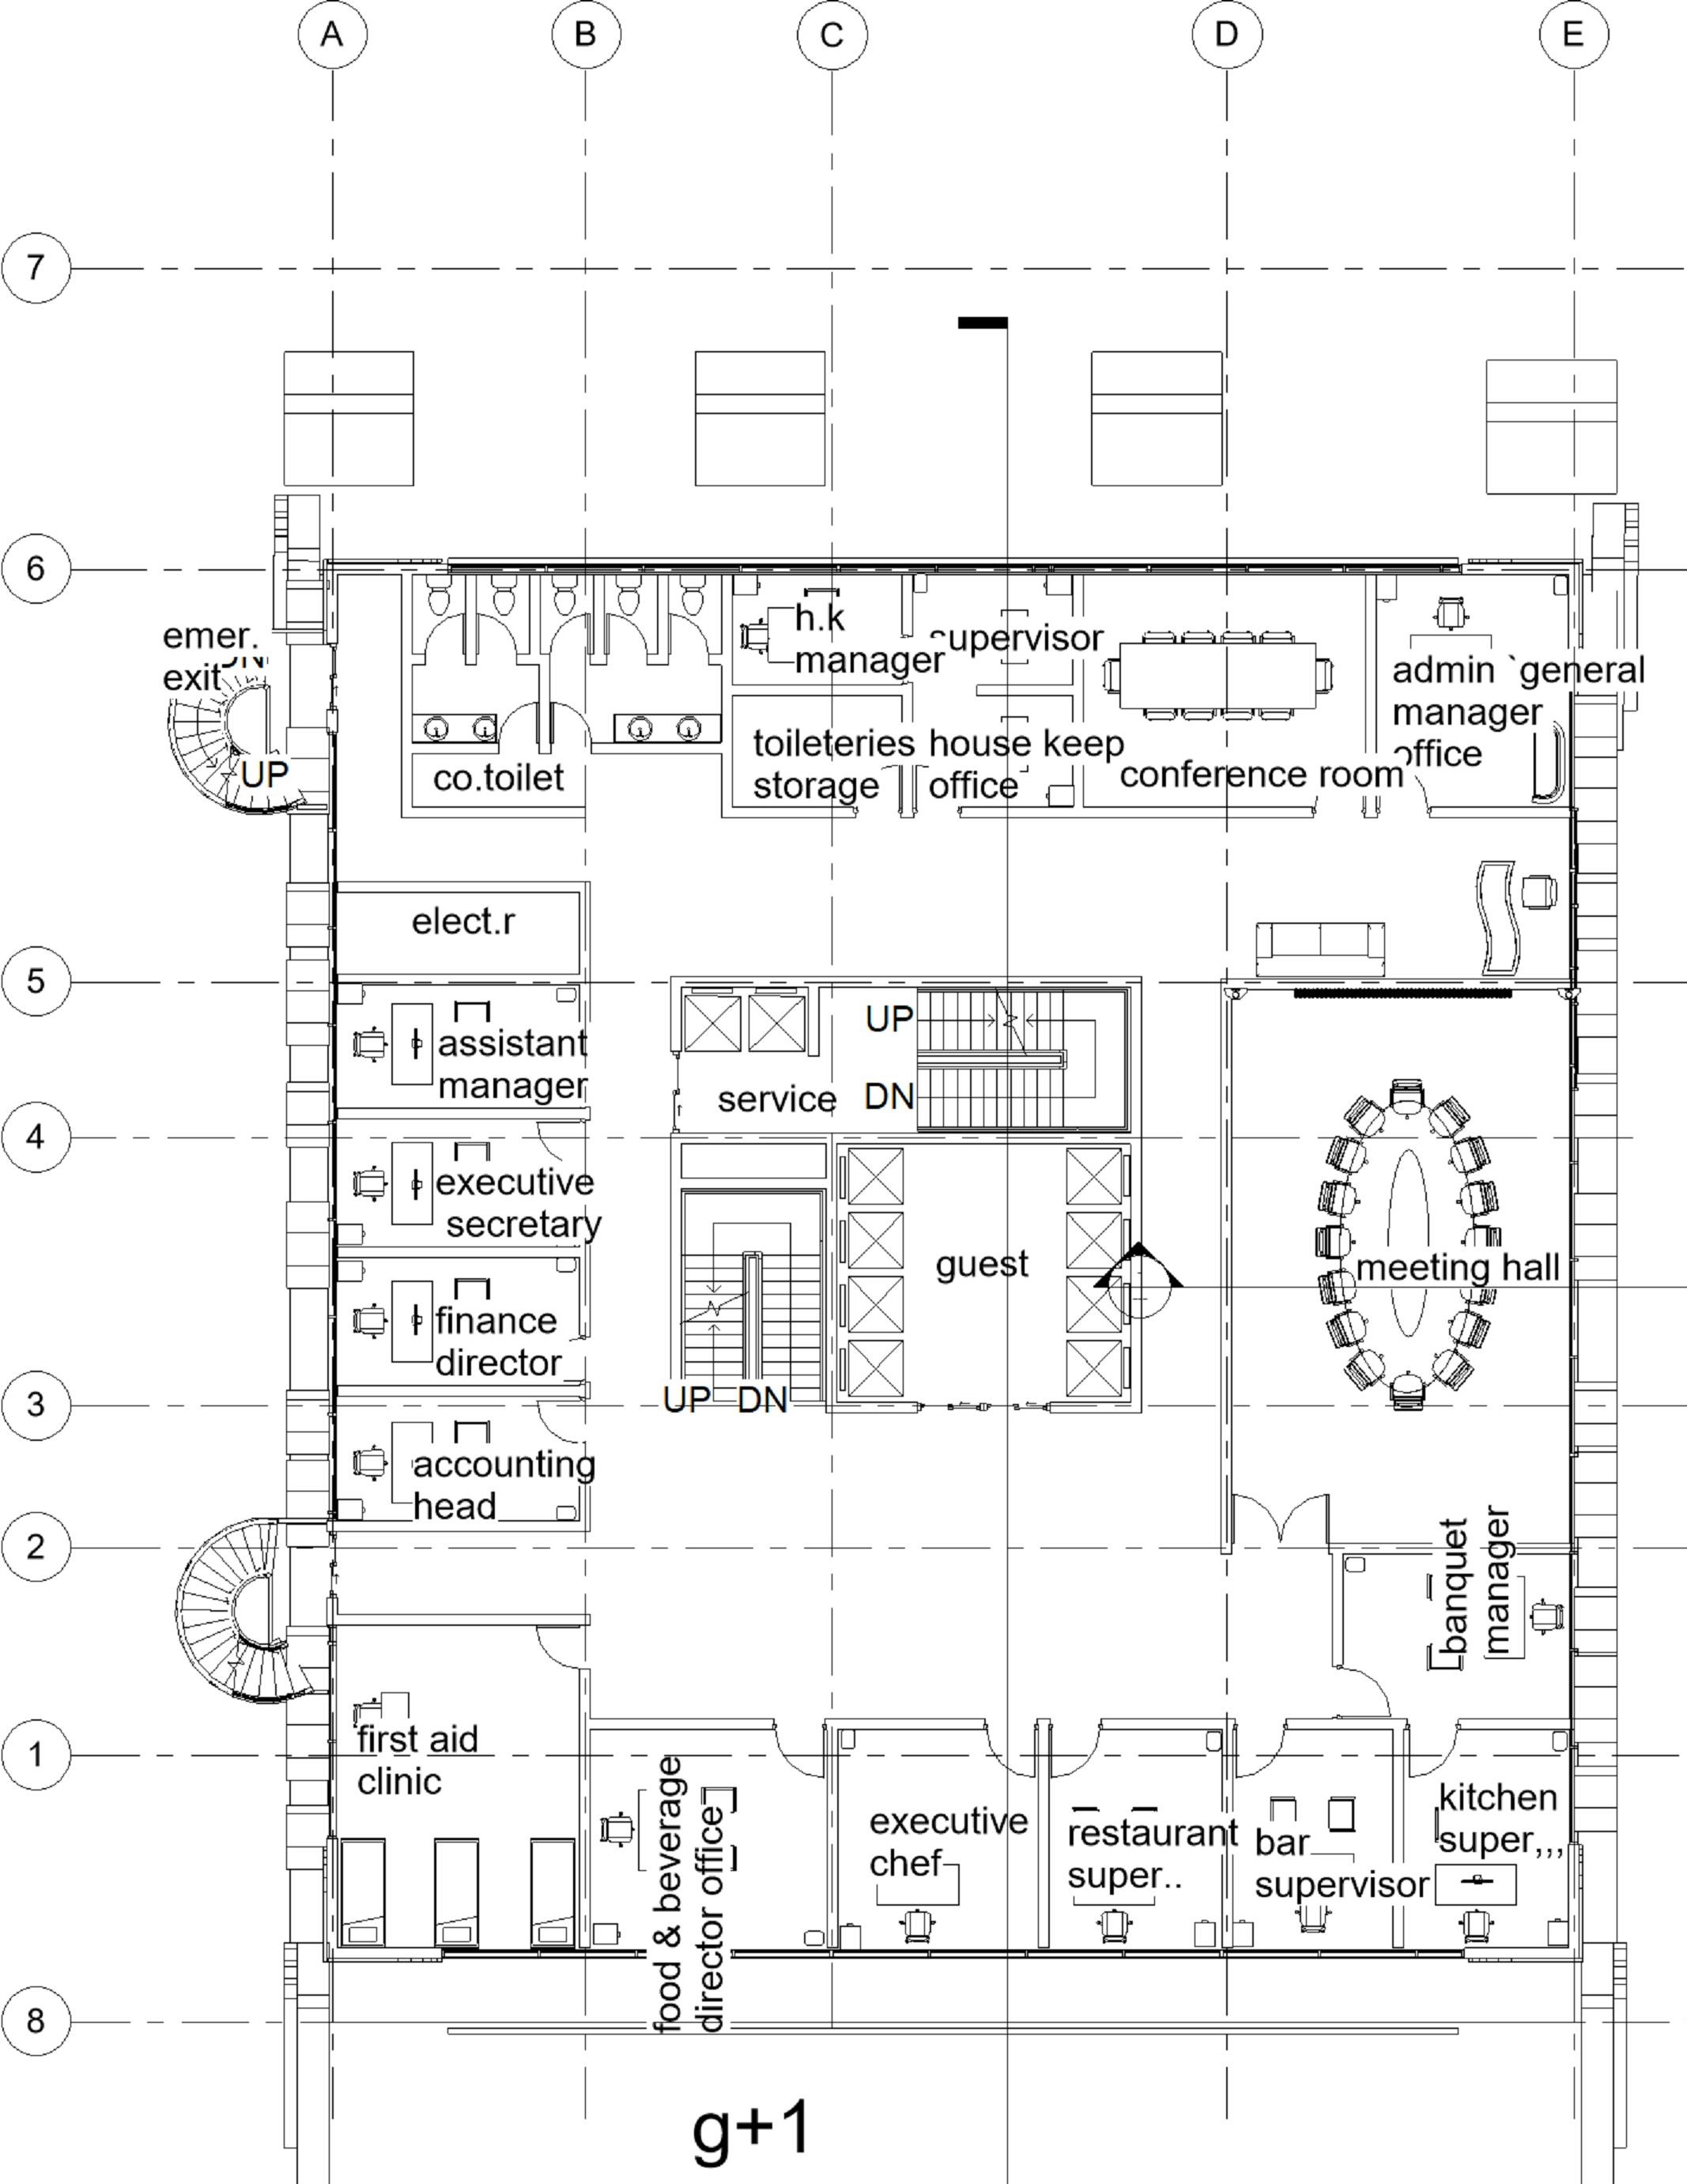 A
B
C
D
E
7
6
emer.
exit
DN
UP
h.k
manager
supervisor
admin `general
manager
office
toileteries
storage
house keep
office
conference room
co.toilet
elect.r
5
assistant
manager
UP
DN
service
4
executive
secretary
guest
meeting hall
finance
director
UP
DN
3
accounting
head
2
banquet
manager
1
first aid
clinic
food & beverage
director office
executive
chef
restaurant
super..
bar
supervisor
kitchen
super,,,
8
g+1